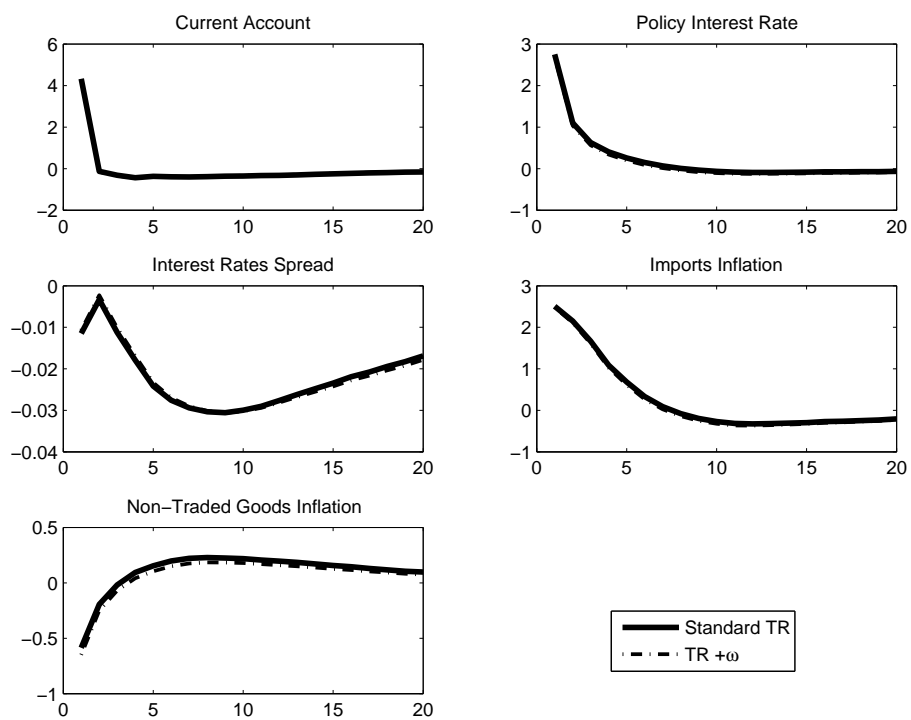 Current Account
6
4
2
0
−2
0 5 10 15 20
Policy Interest Rate
3
2
1
0
−1
0 5 10 15 20
Interest Rates Spread
0
−0.01
−0.02
−0.03
−0.04
0 5 10 15 20
Imports Inflation
3
2
1
0
−1
0 5 10 15 20
Non−Traded Goods Inflation
0.5
0
−0.5
−1
0 5 10 15 20
Standard TR
TR +ω